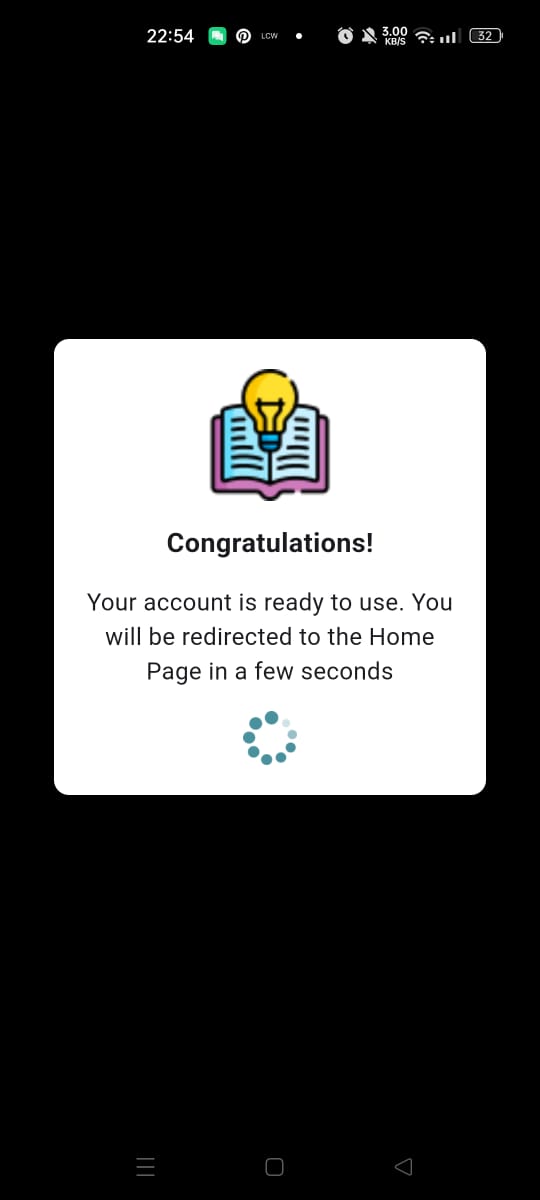 22:54 LCW 3.00 KB/S 32
Congratulations!
Your account is ready to use. You
will be redirected to the Home
Page in a few seconds